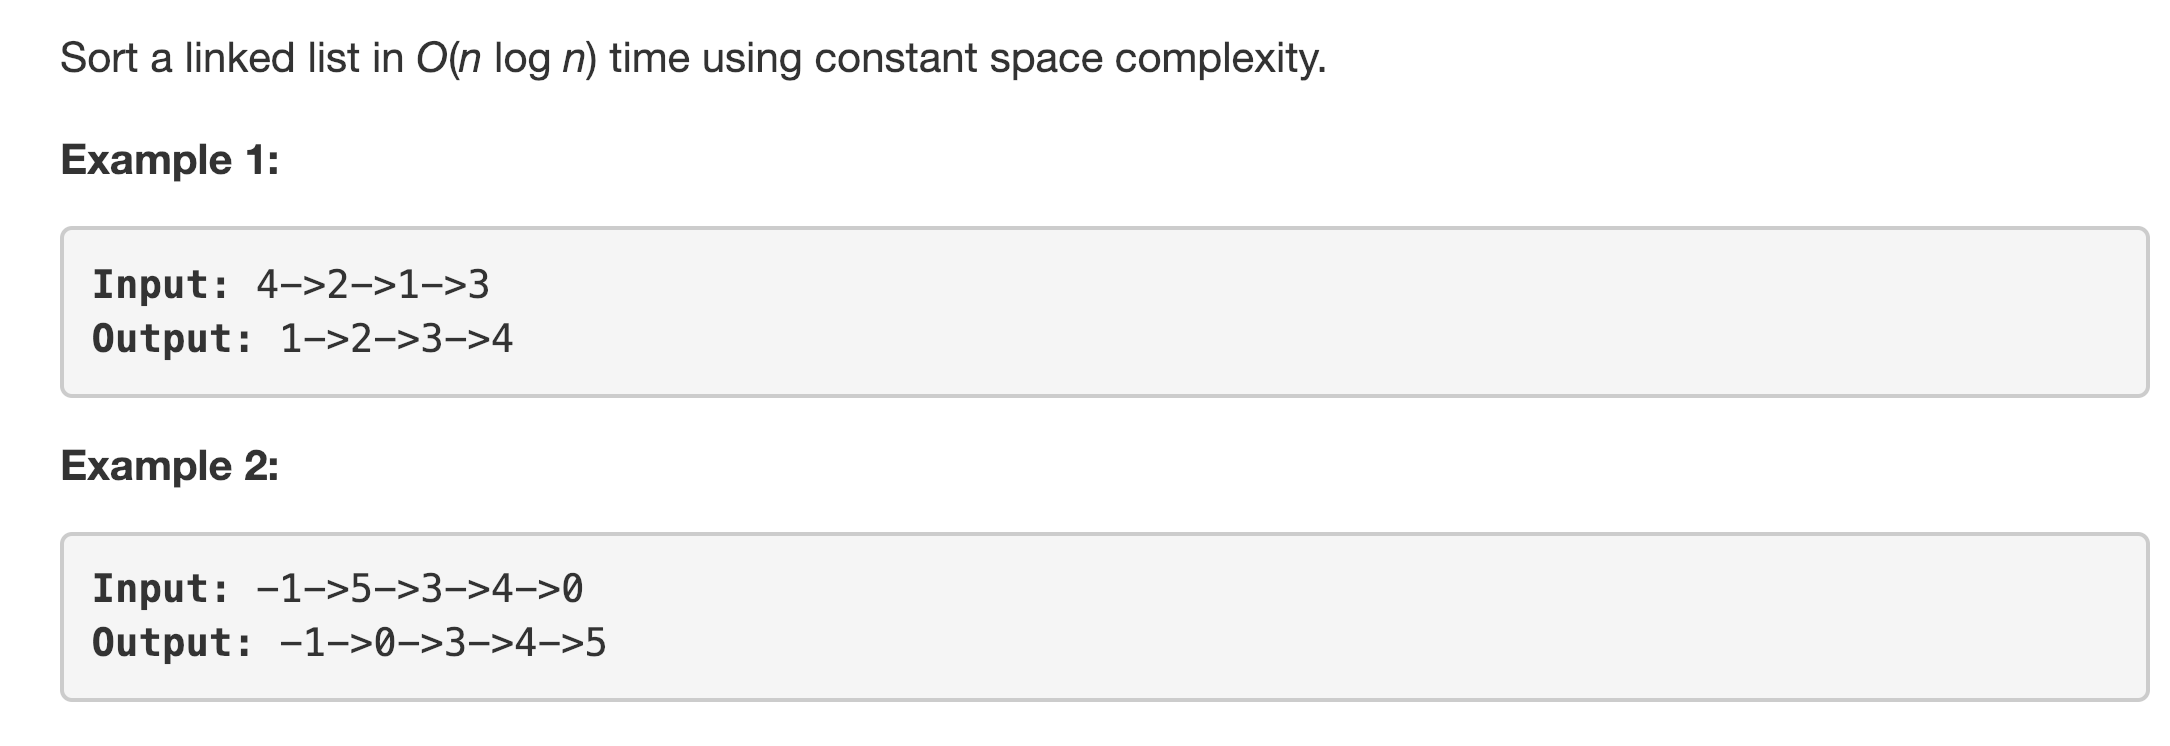 Sort a linked list in O(n log n) time using constant space complexity.
Example 1:
Input: 4->2->1->3
Output: 1->2->3->4
Example 2:
Input: -1->5->3->4->0
Output: -1->0->3->4->5